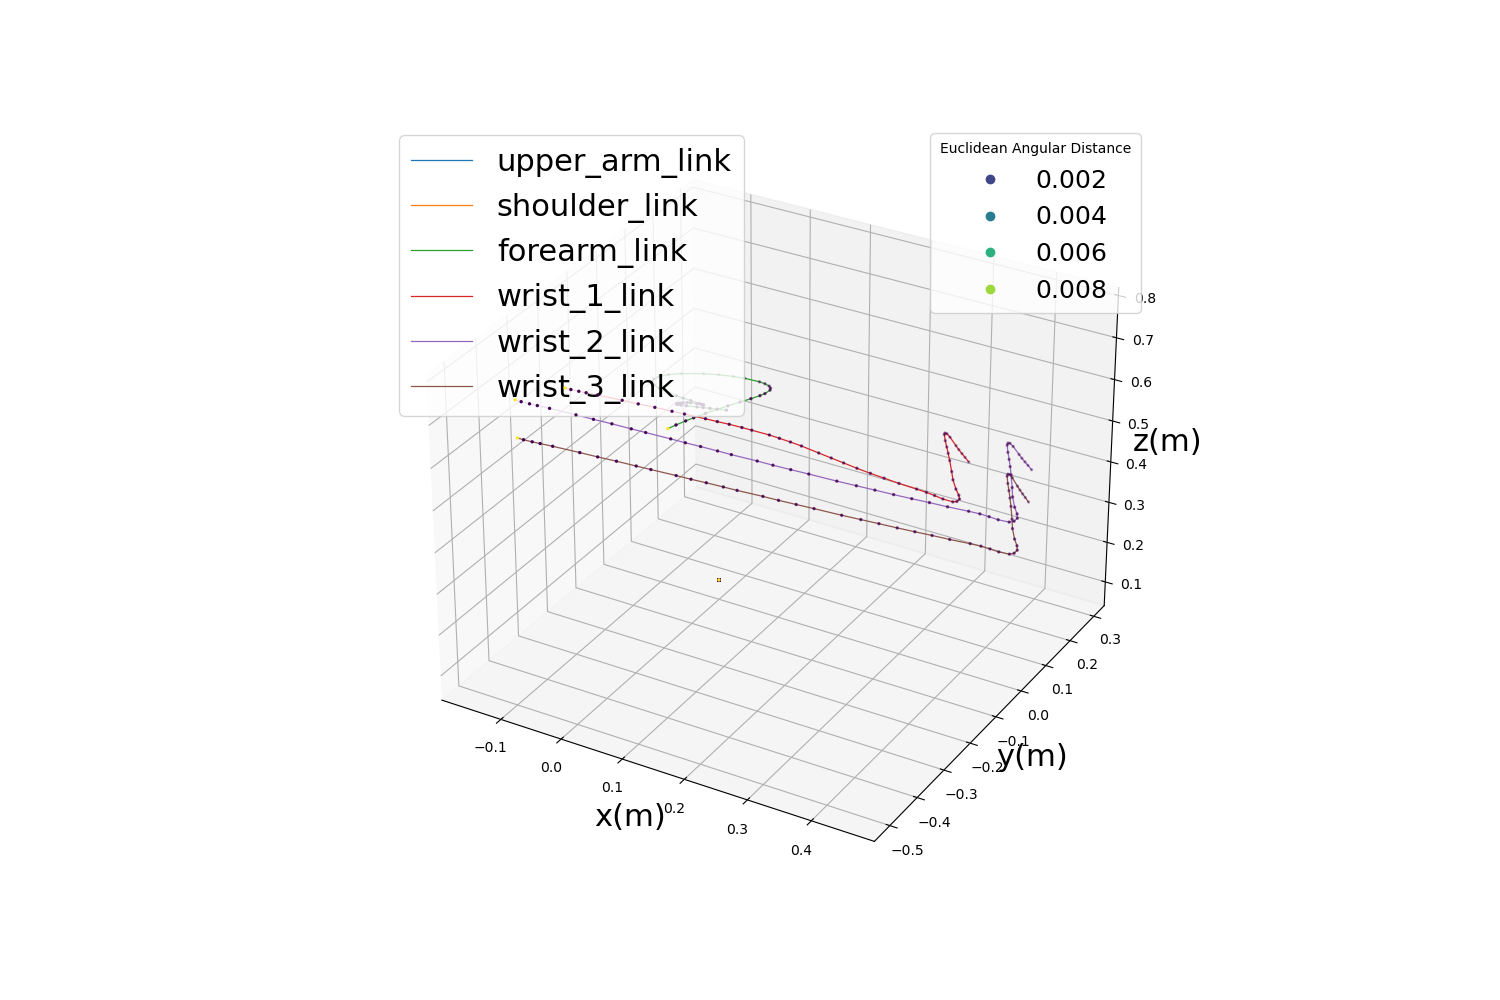 upper_arm_link
shoulder_link
forearm_link
wrist_1_link
wrist_2_link
wrist_3_link
Euclidean Angular Distance
0.002
0.004
0.006
0.008
0.8
0.7
0.6
0.5
z(m)
0.4
0.3
0.2
0.1
0.3
0.2
0.1
0.0
−0.1
y(m)
−0.2
−0.3
−0.4
−0.5
−0.1
0.0
0.1
x(m)
0.2
0.3
0.4